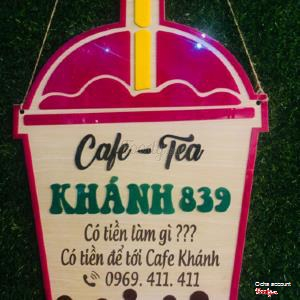 Cafe - Tea
KHÁNH 839
Có tiền làm gì ???
Có tiền để tới Cafe Khánh
0969. 411. 411